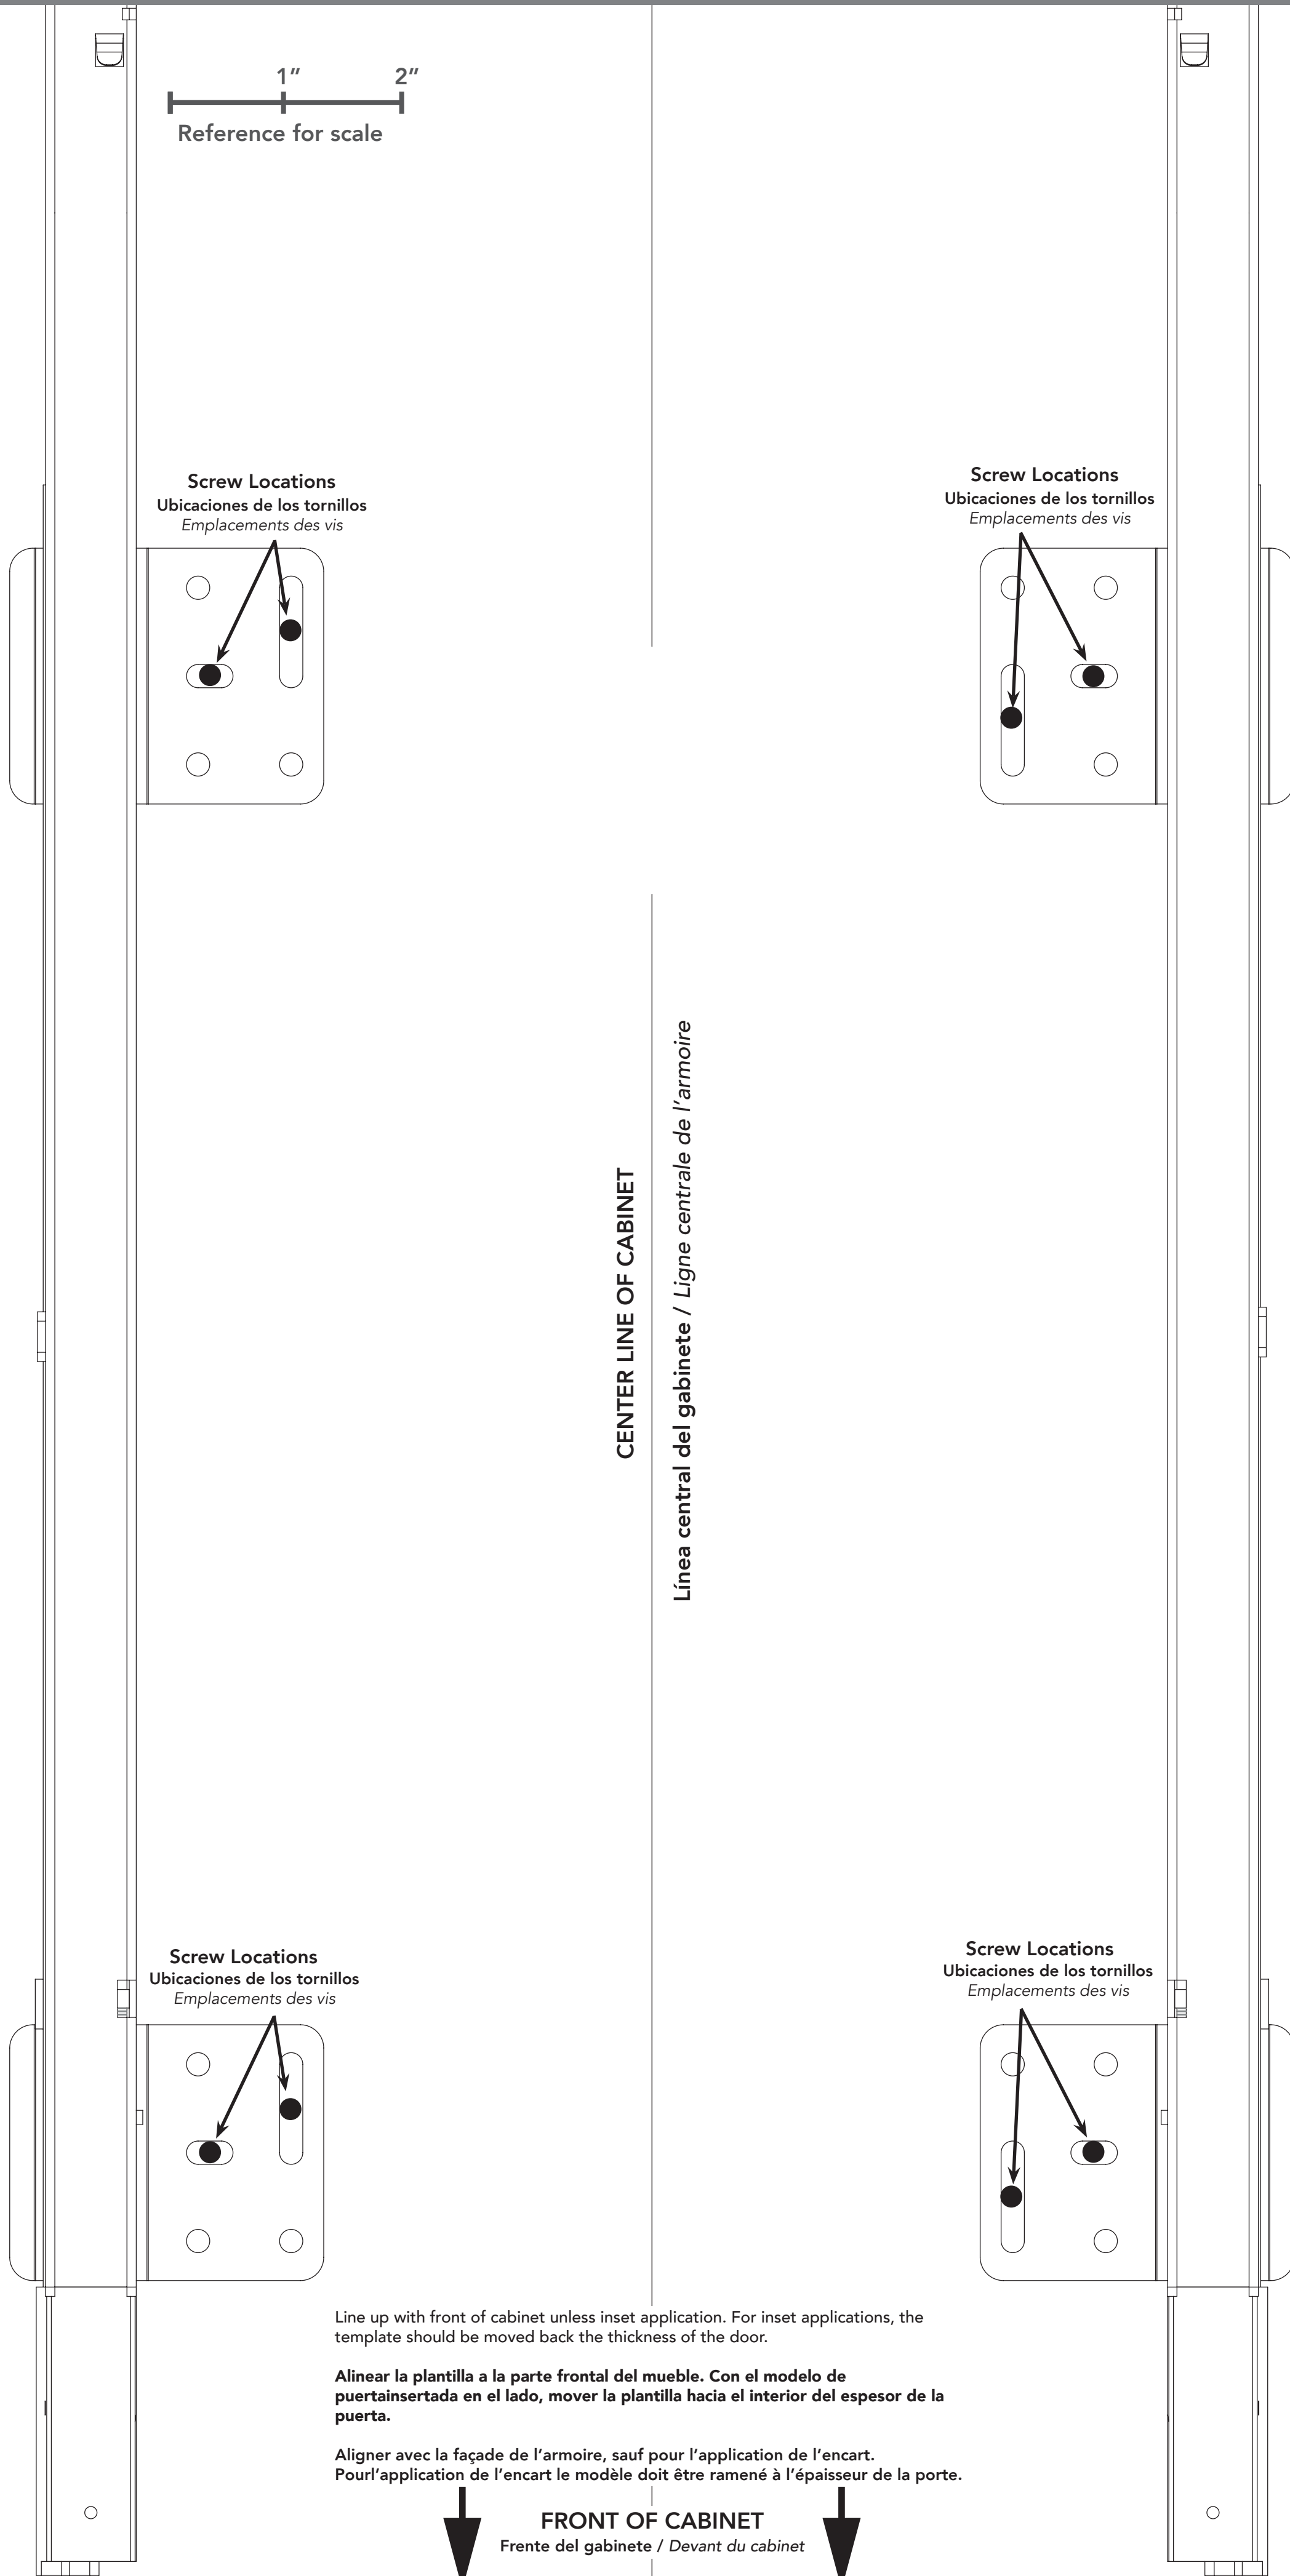 1” 2”
Reference for scale
Screw Locations
Ubicaciones de los tornillos
Emplacements des vis
Screw Locations
Ubicaciones de los tornillos
Emplacements des vis
CENTER LINE OF CABINET
Línea central del gabinete / Ligne centrale de l’armoire
Screw Locations
Ubicaciones de los tornillos
Emplacements des vis
Screw Locations
Ubicaciones de los tornillos
Emplacements des vis
Line up with front of cabinet unless inset application. For inset applications, the
template should be moved back the thickness of the door.
Alinear la plantilla a la parte frontal del mueble. Con el modelo de
puertainsertada en el lado, mover la plantilla hacia el interior del espesor de la
puerta.
Aligner avec la façade de l’armoire, sauf pour l’application de l’encart.
Pourl’application de l’encart le modèle doit être ramené à l’épaisseur de la porte.
FRONT OF CABINET
Frente del gabinete / Devant du cabinet